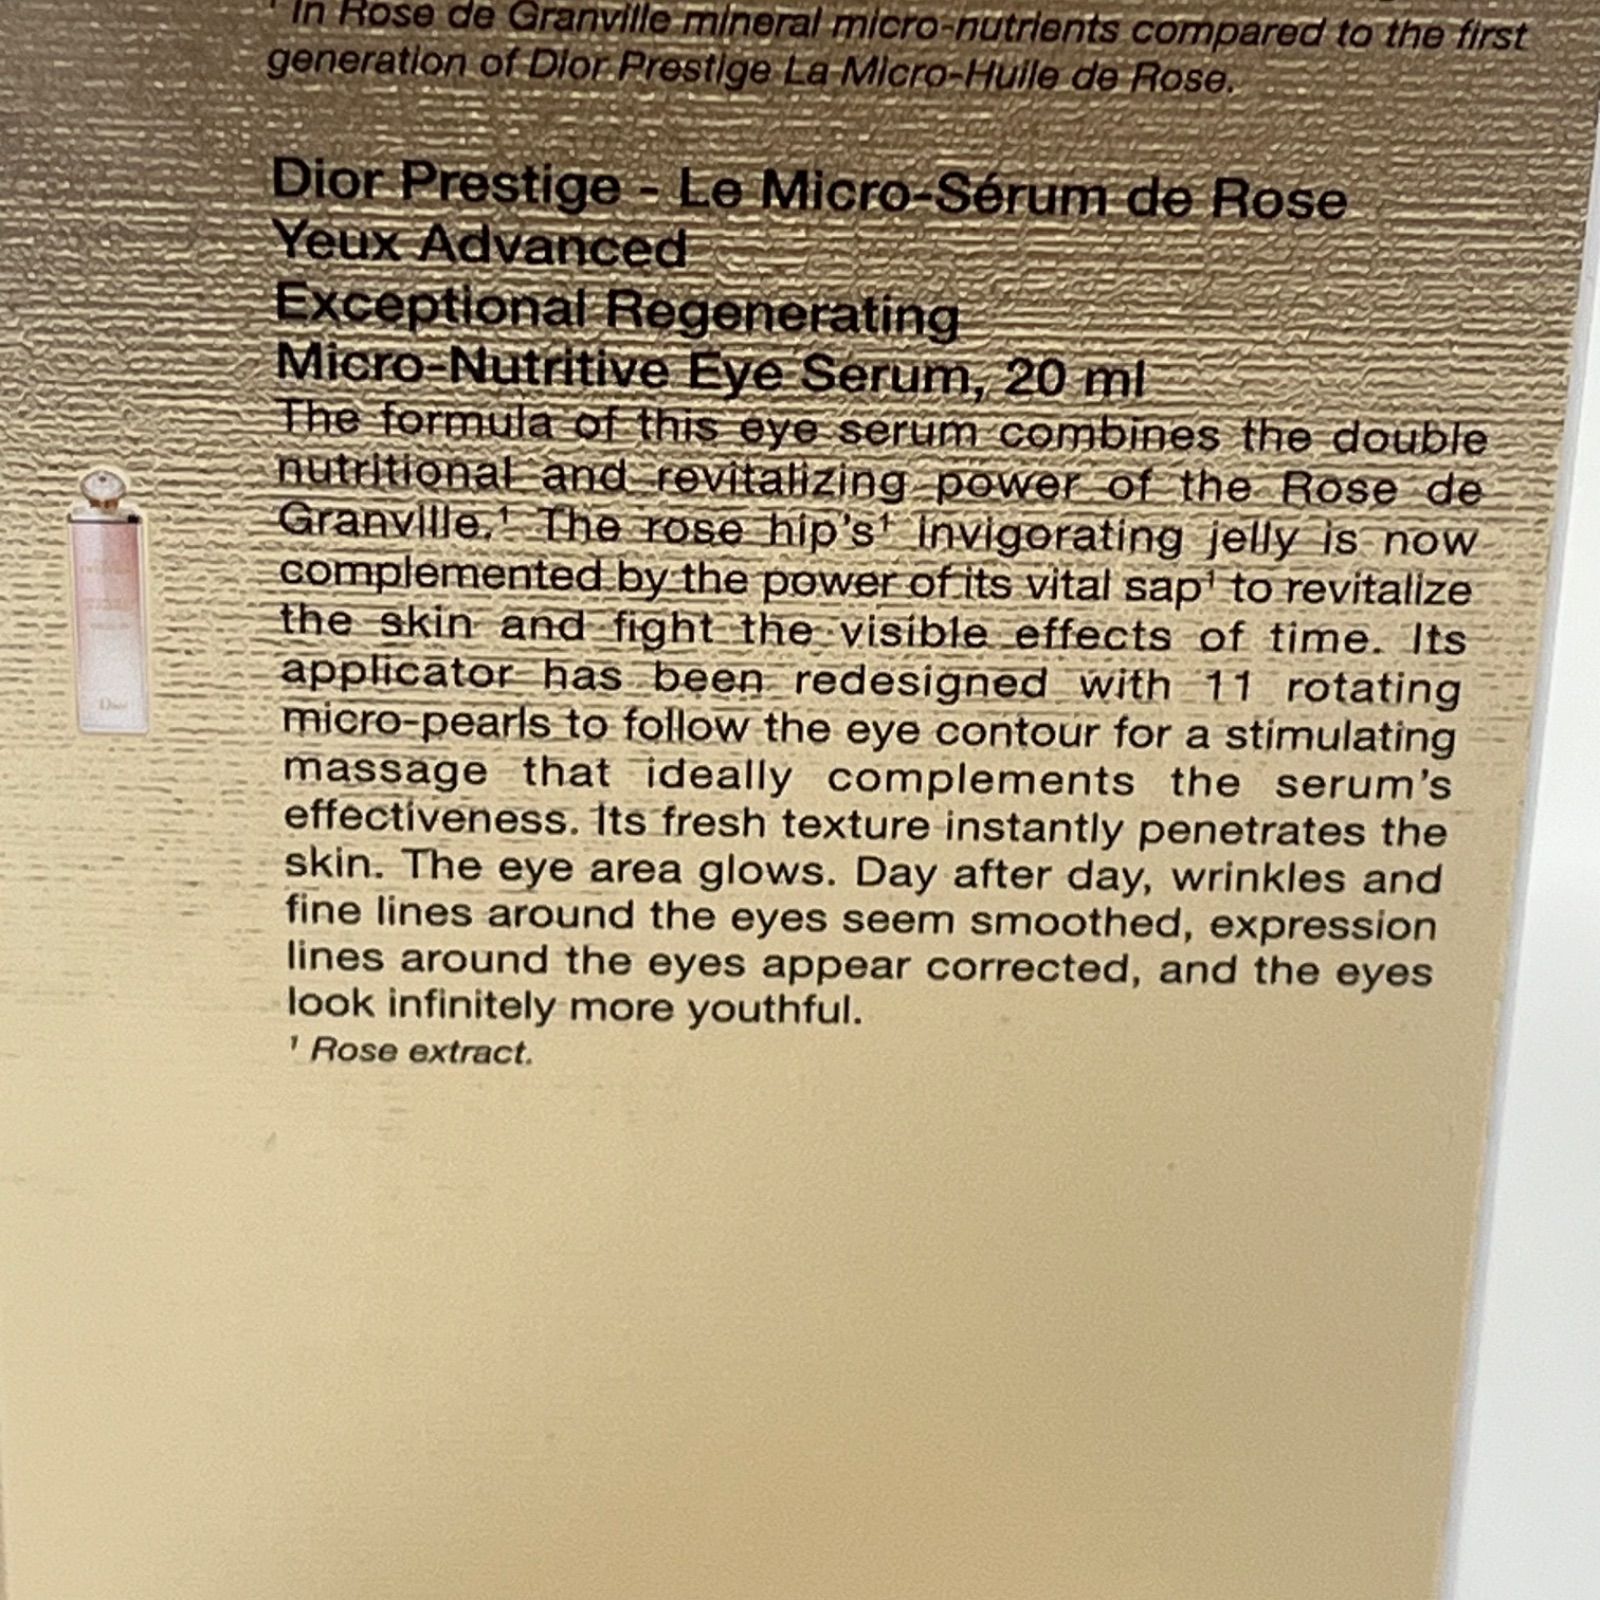 ¹ In Rose de Granville mineral micro-nutrients compared to the first
generation of Dior Prestige La Micro-Huile de Rose.
Dior Prestige - Le Micro-Sérum de Rose
Yeux Advanced
Exceptional Regenerating
Micro-Nutritive Eye Serum, 20 ml
The formula of this eye serum combines the double
nutritional and revitalizing power of the Rose de
Granville.¹ The rose hip's¹ invigorating jelly is now
complemented by the power of its vital sap¹ to revitalize
the skin and fight the visible effects of time. Its
applicator has been redesigned with 11 rotating
micro-pearls to follow the eye contour for a stimulating
massage that ideally complements the serum's
effectiveness. Its fresh texture instantly penetrates the
skin. The eye area glows. Day after day, wrinkles and
fine lines around the eyes seem smoothed, expression
lines around the eyes appear corrected, and the eyes
look infinitely more youthful.
¹ Rose extract.
Dior